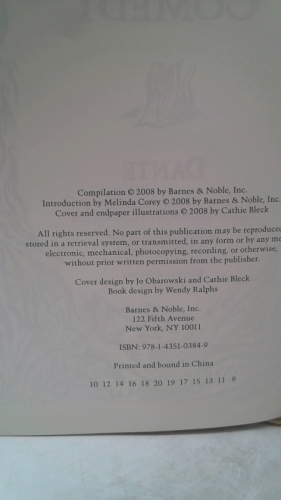 COMEDY
DANTE
Compilation © 2008 by Barnes & Noble, Inc.
Introduction by Melinda Corey © 2008 by Barnes & Noble, Inc.
Cover and endpaper illustrations © 2008 by Cathie Bleck
All rights reserved. No part of this publication may be reproduced
stored in a retrieval system, or transmitted, in any form or by any
electronic, mechanical, photocopying, recording, or otherwise,
without prior written permission from the publisher.
Cover design by Jo Obarowski and Cathie Bleck
Book design by Wendy Ralphs
Barnes & Noble, Inc.
122 Fifth Avenue
New York, NY 10011
ISBN: 978-1-4351-0384-9
Printed and bound in China
10 12 14 16 18 20 19 17 15 13 11 9